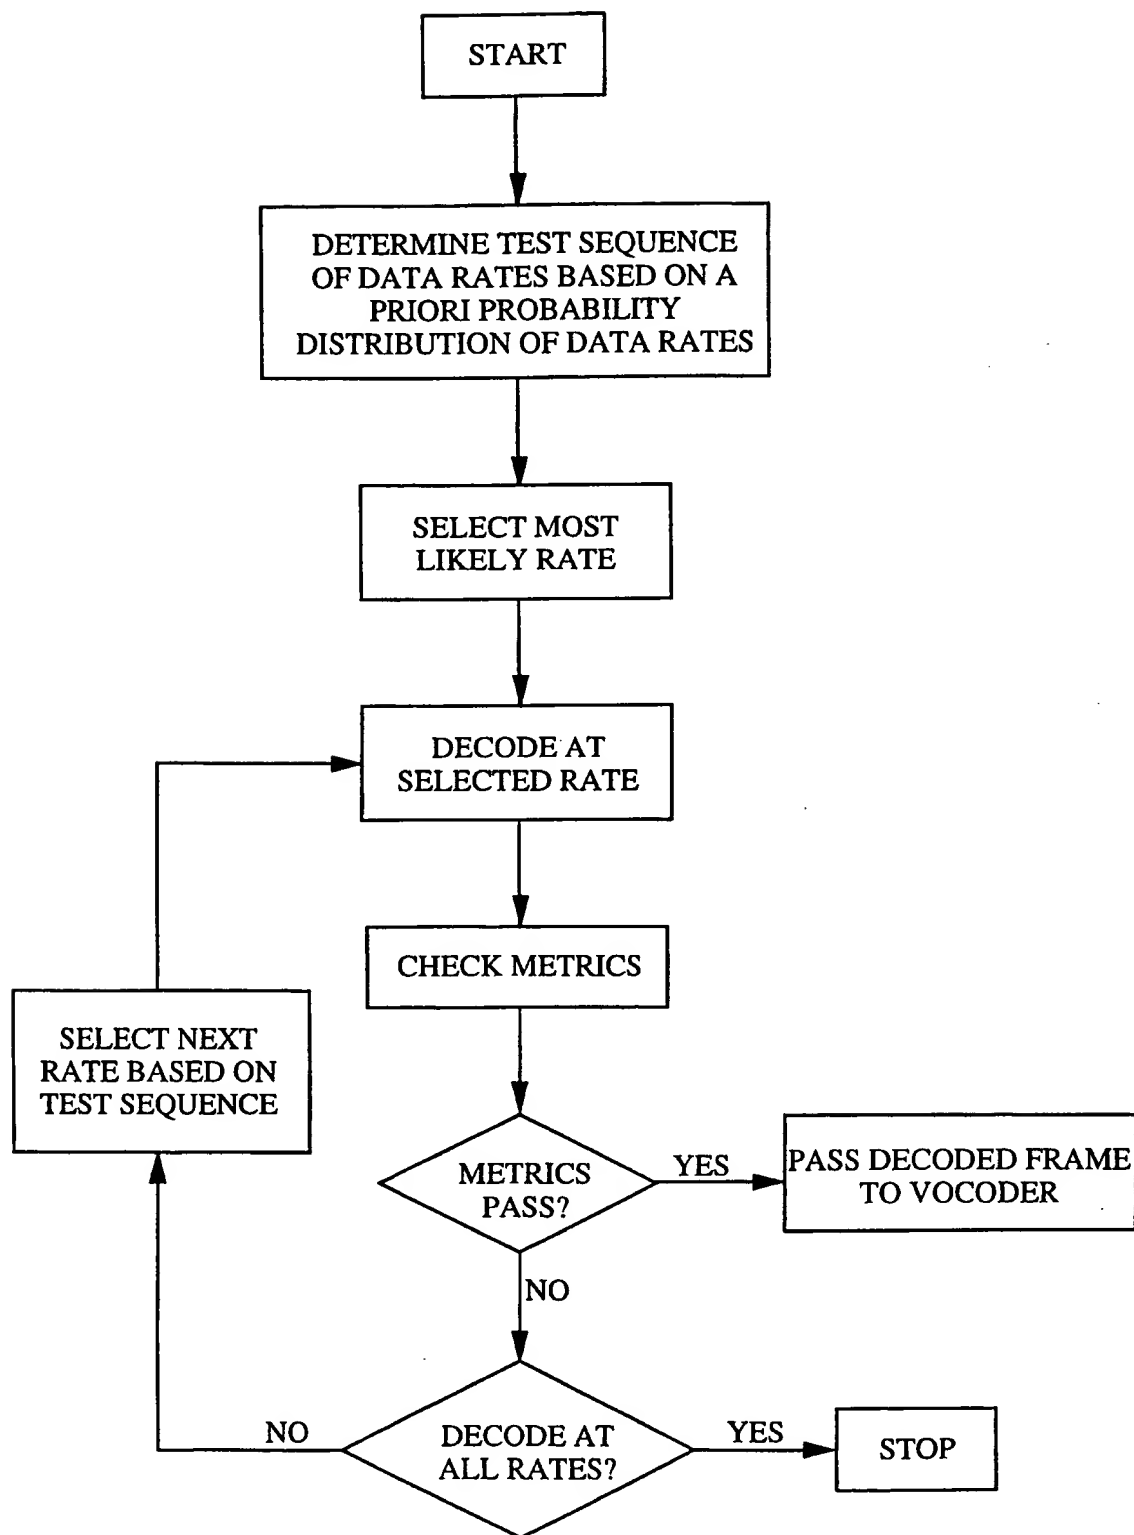 START
DETERMINE TEST SEQUENCE
OF DATA RATES BASED ON A
PRIORI PROBABILITY
DISTRIBUTION OF DATA RATES
SELECT MOST
LIKELY RATE
DECODE AT
SELECTED RATE
CHECK METRICS
SELECT NEXT
RATE BASED ON
TEST SEQUENCE
METRICS
PASS?
YES
PASS DECODED FRAME
TO VOCODER
NO
DECODE AT
ALL RATES?
NO
YES
STOP